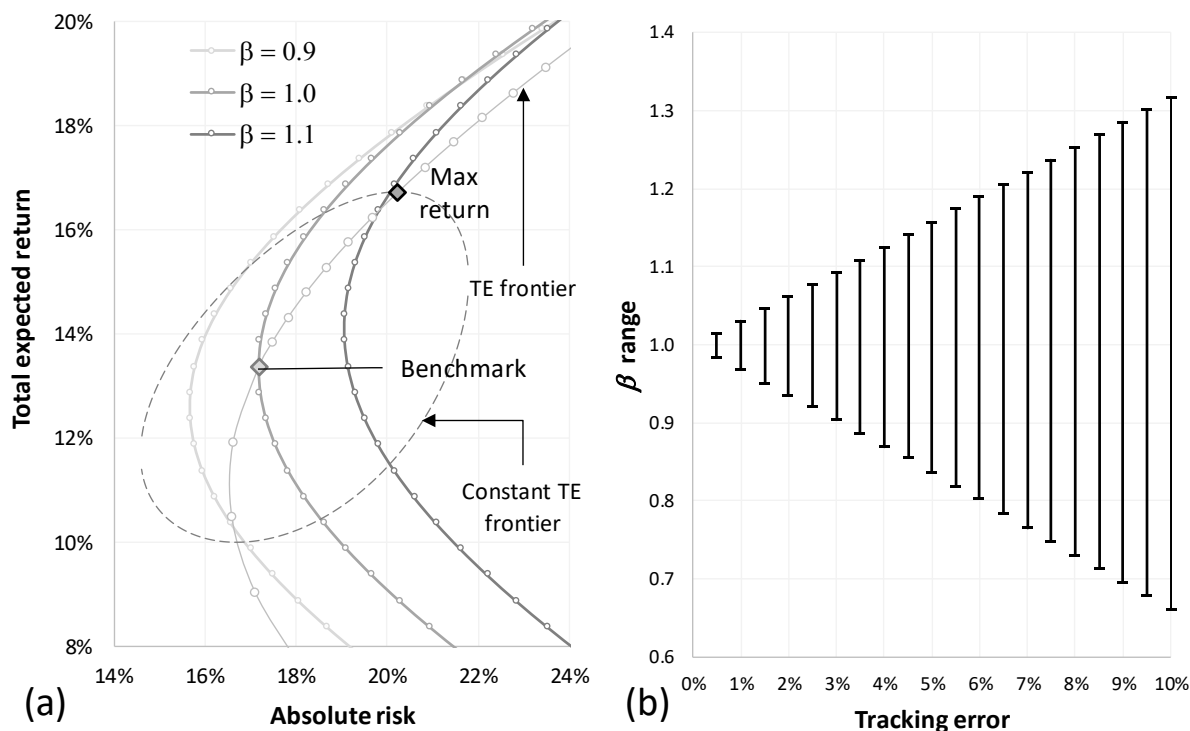 20%
18%
16%
14%
12%
10%
8%
Total expected return
β = 0.9
β = 1.0
β = 1.1
Max
return
TE frontier
Benchmark
Constant TE
frontier
14%
16%
18%
20%
22%
24%
(a)
Absolute risk
1.4
1.3
1.2
1.1
1.0
0.9
0.8
0.7
0.6
β range
0%
1%
2%
3%
4%
5%
6%
7%
8%
9%
10%
(b)
Tracking error